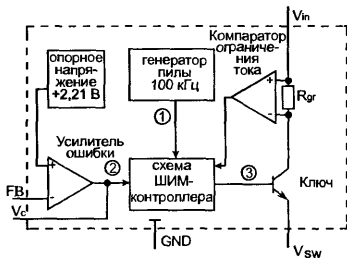 Vin
Компаратор
ограничения
тока
опорное
напря-
жение
+2,21 В
генератор
пилы
100 кГц
+
-
Rgr
1
Усилитель
ошибки
2
+
-
схема
ШИМ-
контроллера
3
Ключ
FB
Vc
GND
VSW